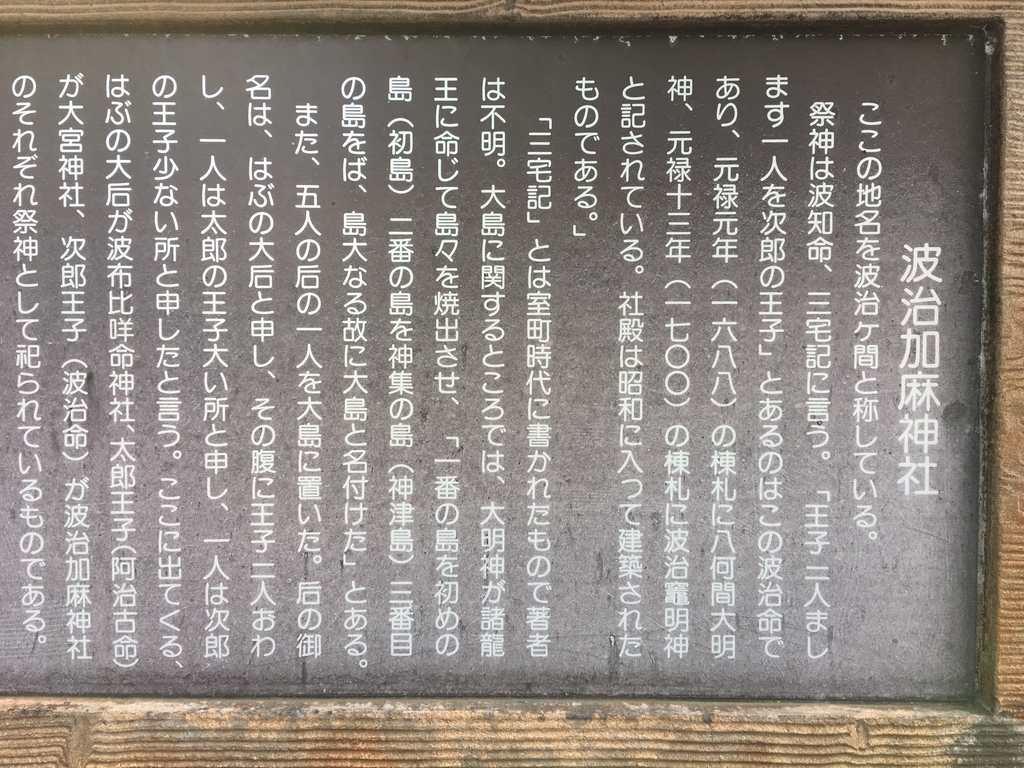 波治加麻神社
ここの地名を波治ケ間と称している。
祭神は波知命、三宅記に言う。「王子二人まし
ます一人を次郎の王子」とあるのはこの波治命で
あり、元禄元年（一六八八）の棟札に八何間大明
神、元禄十三年（一七〇〇）の棟札に波治竈明神
と記されている。社殿は昭和に入って建築された
ものである。」
「三宅記」とは室町時代に書かれたもので著者
は不明。大島に関するところでは、大明神が諸龍
王に命じて島々を焼出させ、「一番の島を初めの
島（初島）二番の島を神集の島（神津島）三番目
の島をば、島大なる故に大島と名付けた」とある。
また、五人の后の一人を大島に置いた。后の御
名は、はぶの大后と申し、その腹に王子二人おわ
し、一人は太郎の王子大い所と申し、一人は次郎
の王子少ない所と申したと言う。ここに出てくる、
はぶの大后が波布比咩命神社、太郎王子（阿治古命）
が大宮神社、次郎王子（波治命）が波治加麻神社
のそれぞれ祭神として祀られているものである。